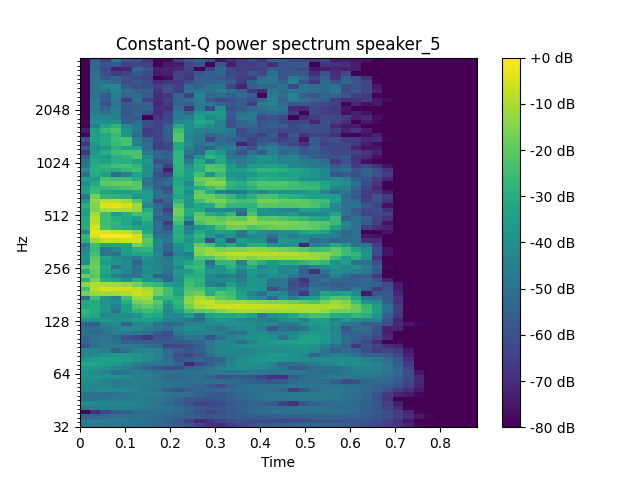 Constant-Q power spectrum speaker_5
Hz
2048
1024
512
256
128
64
32
0 0.1 0.2 0.3 0.4 0.5 0.6 0.7 0.8
Time
+0 dB
-10 dB
-20 dB
-30 dB
-40 dB
-50 dB
-60 dB
-70 dB
-80 dB